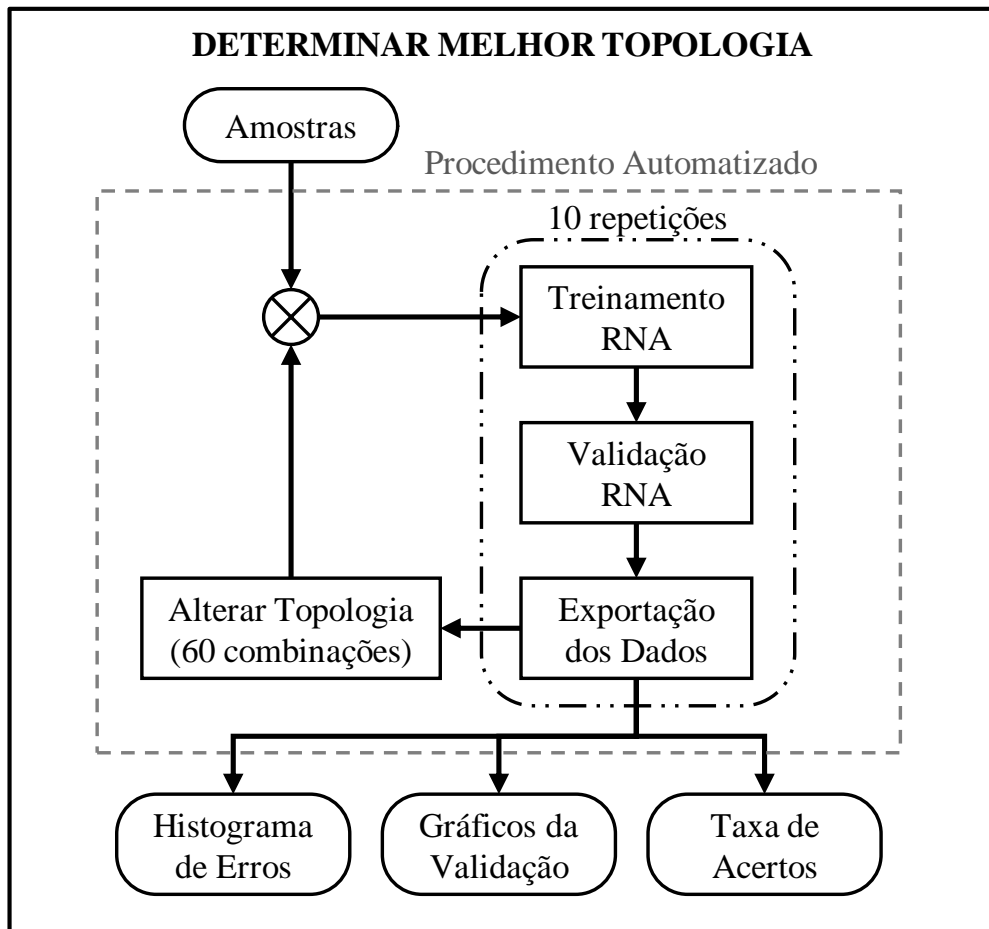 DETERMINAR MELHOR TOPOLOGIA
Amostras
Procedimento Automatizado
10 repetições
Treinamento
RNA
Validação
RNA
Alterar Topologia
(60 combinações)
Exportação
dos Dados
Histograma
de Erros
Gráficos da
Validação
Taxa de
Acertos